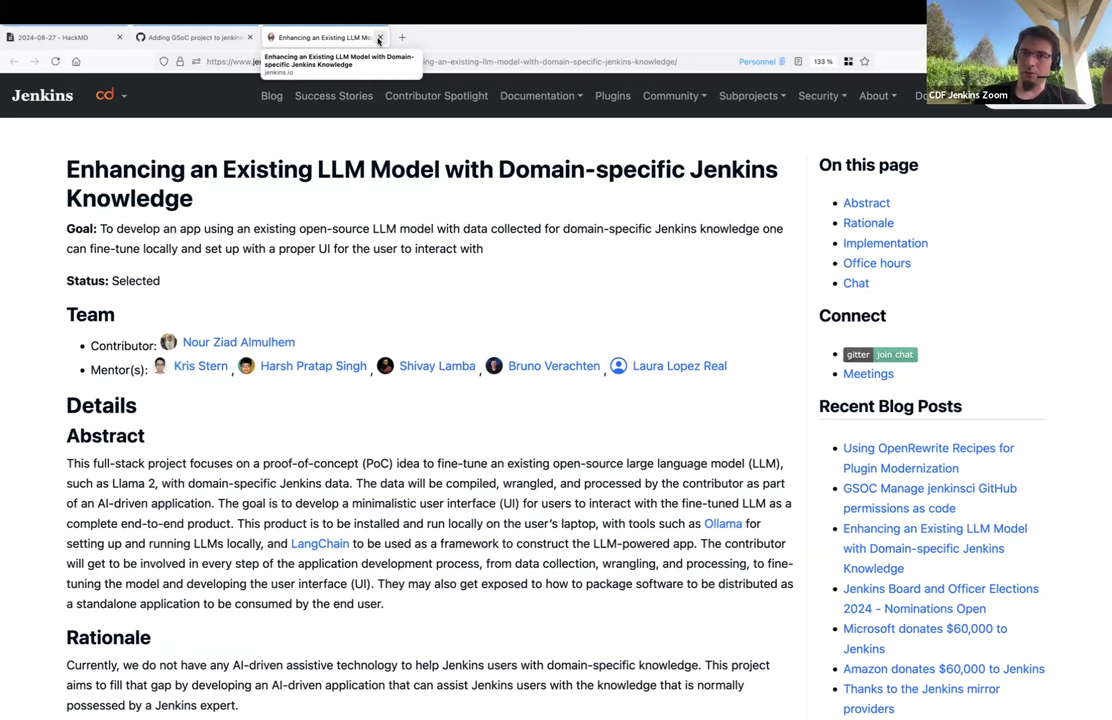 2024-08-27 - HackMD
Adding GSoC project to jenkins
Enhancing an Existing LLM Mo
Enhancing an Existing LLM Model with Domain-
specific Jenkins Knowledge
jenkins.io
https://www.je
ng-an-existing-llm-model-with-domain-specific-jenkins-knowledge/
Personnel
133 %
CDF Jenkins Zoom
Jenkins
cd
Blog
Success Stories
Contributor Spotlight
Documentation
Plugins
Community
Subprojects
Security
About
Enhancing an Existing LLM Model with Domain-specific Jenkins
Knowledge
Goal: To develop an app using an existing open-source LLM model with data collected for domain-specific Jenkins knowledge one
can fine-tune locally and set up with a proper UI for the user to interact with
Status: Selected
Team
Contributor: Nour Ziad Almulhem
Mentor(s): Kris Stern , Harsh Pratap Singh , Shivay Lamba , Bruno Verachten , Laura Lopez Real
Details
Abstract
This full-stack project focuses on a proof-of-concept (PoC) idea to fine-tune an existing open-source large language model (LLM),
such as Llama 2, with domain-specific Jenkins data. The data will be compiled, wrangled, and processed by the contributor as part
of an AI-driven application. The goal is to develop a minimalistic user interface (UI) for users to interact with the fine-tuned LLM as a
complete end-to-end product. This product is to be installed and run locally on the user's laptop, with tools such as Ollama for
setting up and running LLMs locally, and LangChain to be used as a framework to construct the LLM-powered app. The contributor
will get to be involved in every step of the application development process, from data collection, wrangling, and processing, to fine-
tuning the model and developing the user interface (UI). They may also get exposed to how to package software to be distributed as
a standalone application to be consumed by the end user.
Rationale
Currently, we do not have any AI-driven assistive technology to help Jenkins users with domain-specific knowledge. This project
aims to fill that gap by developing an AI-driven application that can assist Jenkins users with the knowledge that is normally
possessed by a Jenkins expert.
On this page
Abstract
Rationale
Implementation
Office hours
Chat
Connect
gitter join chat
Meetings
Recent Blog Posts
Using OpenRewrite Recipes for
Plugin Modernization
GSOC Manage jenkinsci GitHub
permissions as code
Enhancing an Existing LLM Model
with Domain-specific Jenkins
Knowledge
Jenkins Board and Officer Elections
2024 - Nominations Open
Microsoft donates $60,000 to
Jenkins
Amazon donates $60,000 to Jenkins
Thanks to the Jenkins mirror
providers